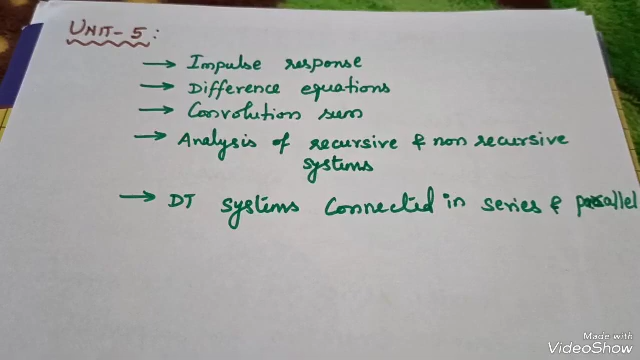 UNIT-5:
→ Impulse response
→ Difference equations
→ Convolution sum
→ Analysis of recursive & non recursive
systems
→ DT systems connected in series & parallel
Made with
VideoShow